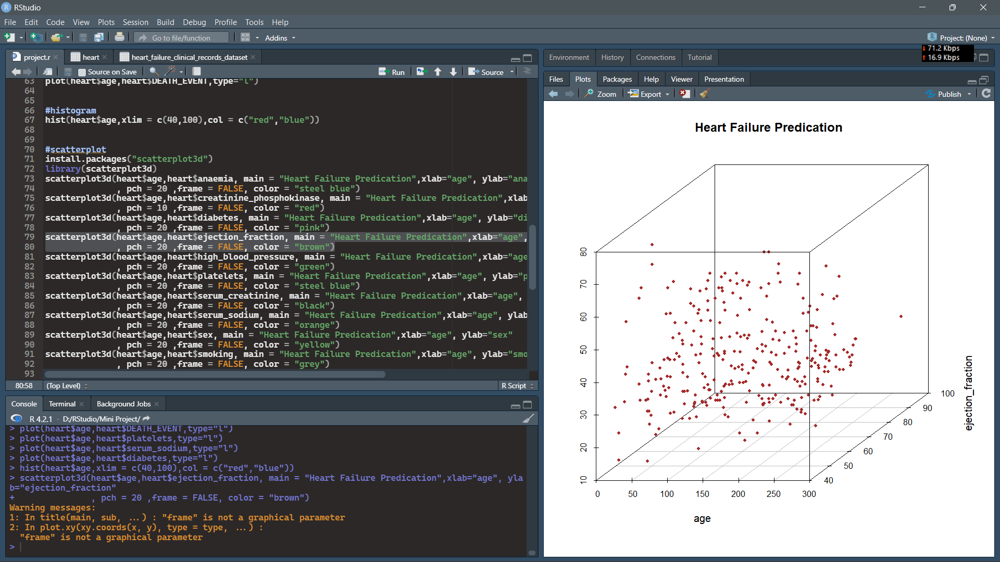 RStudio
File Edit Code View Plots Session Build Debug Profile Tools Help
Go to file/function Addins Project: (None)
71.2 Kbps
16.9 Kbps
project.r heart heart_failure_clinical_records_dataset
Source on Save Run Source
63 plot(heart$age,heart$DEATH_EVENT,type="l")
64
65
66 #histogram
67 hist(heart$age,xlim = c(40,100),col = c("red","blue"))
68
69
70 #scatterplot
71 install.packages("scatterplot3d")
72 library(scatterplot3d)
73 scatterplot3d(heart$age,heart$anaemia, main = "Heart Failure Predication",xlab="age", ylab="ana
74 , pch = 20 ,frame = FALSE, color = "steel blue")
75 scatterplot3d(heart$age,heart$creatinine_phosphokinase, main = "Heart Failure Predication",xlab
76 , pch = 10 ,frame = FALSE, color = "red")
77 scatterplot3d(heart$age,heart$diabetes, main = "Heart Failure Predication",xlab="age", ylab="di
78 , pch = 20 ,frame = FALSE, color = "pink")
79 scatterplot3d(heart$age,heart$ejection_fraction, main = "Heart Failure Predication",xlab="age",
80 , pch = 20 ,frame = FALSE, color = "brown")
81 scatterplot3d(heart$age,heart$high_blood_pressure, main = "Heart Failure Predication",xlab="age
82 , pch = 20 ,frame = FALSE, color = "green")
83 scatterplot3d(heart$age,heart$platelets, main = "Heart Failure Predication",xlab="age", ylab="p
84 , pch = 20 ,frame = FALSE, color = "steel blue")
85 scatterplot3d(heart$age,heart$serum_creatinine, main = "Heart Failure Predication",xlab="age",
86 , pch = 20 ,frame = FALSE, color = "black")
87 scatterplot3d(heart$age,heart$serum_sodium, main = "Heart Failure Predication",xlab="age", ylab
88 , pch = 20 ,frame = FALSE, color = "orange")
89 scatterplot3d(heart$age,heart$sex, main = "Heart Failure Predication",xlab="age", ylab="sex"
90 , pch = 20 ,frame = FALSE, color = "yellow")
91 scatterplot3d(heart$age,heart$smoking, main = "Heart Failure Predication",xlab="age", ylab="smo
92 , pch = 20 ,frame = FALSE, color = "grey")
93
80:58 (Top Level) R Script
Console Terminal Background Jobs
R 4.2.1 · D:/RStudio/Mini Project/
> plot(heart$age,heart$DEATH_EVENT,type="l")
> plot(heart$age,heart$platelets,type="l")
> plot(heart$age,heart$serum_sodium,type="l")
> plot(heart$age,heart$diabetes,type="l")
> hist(heart$age,xlim = c(40,100),col = c("red","blue"))
> scatterplot3d(heart$age,heart$ejection_fraction, main = "Heart Failure Predication",xlab="age", yla
b="ejection_fraction"
+ , pch = 20 ,frame = FALSE, color = "brown")
Warning messages:
1: In title(main, sub, ...) : "frame" is not a graphical parameter
2: In plot.xy(xy.coords(x, y), type = type, ...) :
"frame" is not a graphical parameter
>
Environment History Connections Tutorial
Files Plots Packages Help Viewer Presentation
Zoom Export Publish
Heart Failure Predication
80
70
60
50
40
30
20
10
0 50 100 150 200 250 300
age
40
50
60
70
80
90
100
ejection_fraction